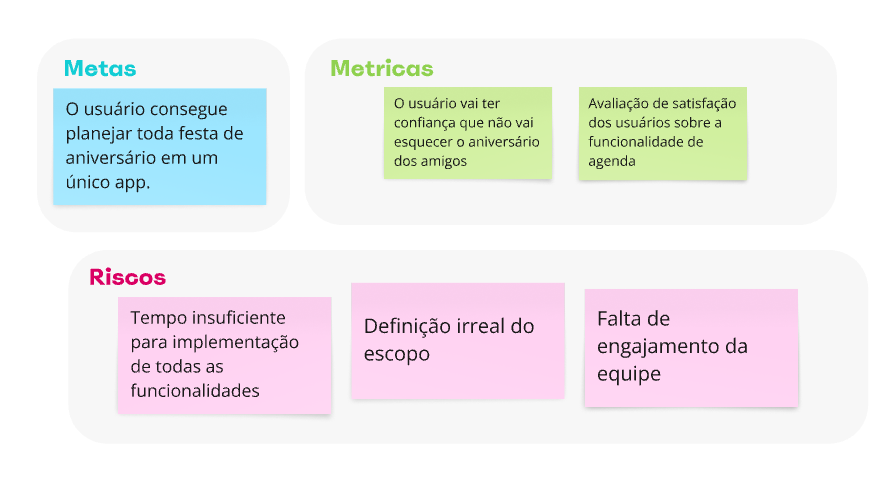 Metas
O usuário consegue
planejar toda festa de
aniversário em um
único app.
Metricas
O usuário vai ter
confiança que não vai
esquecer o aniversário
dos amigos
Avaliação de satisfação
dos usuários sobre a
funcionalidade de
agenda
Riscos
Tempo insuficiente
para implementação
de todas as
funcionalidades
Definição irreal do
escopo
Falta de
engajamento da
equipe